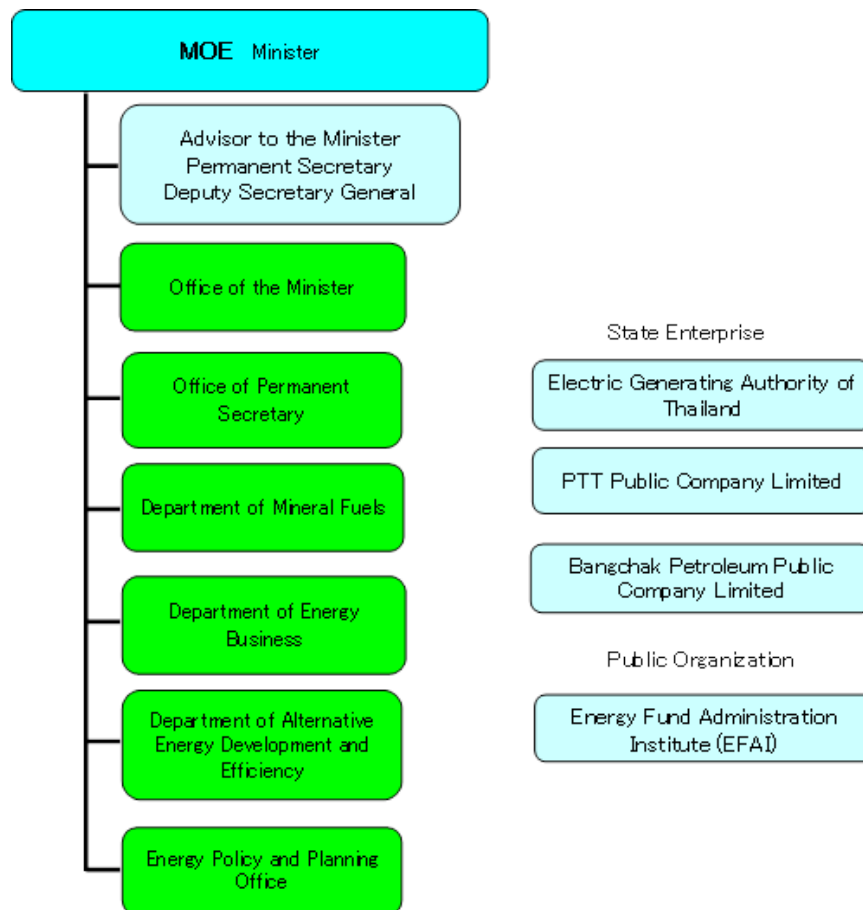 MOE Minister
Advisor to the Minister
Permanent Secretary
Deputy Secretary General
Office of the Minister
Office of Permanent
Secretary
Department of Mineral Fuels
Department of Energy
Business
Department of Alternative
Energy Development and
Efficiency
Energy Policy and Planning
Office
State Enterprise
Electric Generating Authority of
Thailand
PTT Public Company Limited
Bangchak Petroleum Public
Company Limited
Public Organization
Energy Fund Administration
Institute (EFAI)